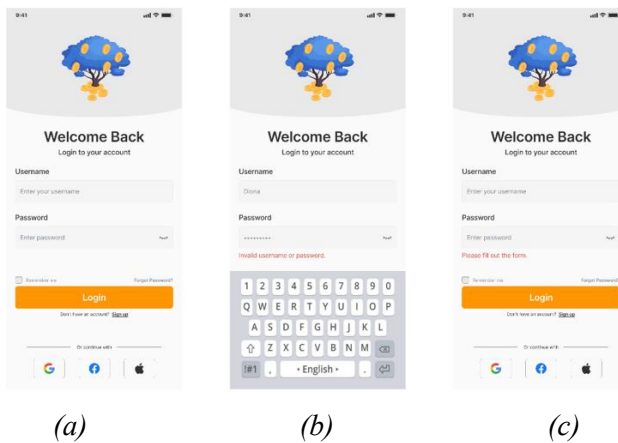 9:41
Welcome Back
Login to your account
Username
Enter your username
Password
Enter password
Remember me
Forgot Password?
Login
Don't have an account? Sign up
Or continue with
(a)
9:41
Welcome Back
Login to your account
Username
Diona
Password
Invalid username or password.
1 2 3 4 5 6 7 8 9 0
Q W E R T Y U I O P
A S D F G H J K L
Z X C V B N M
!#1 , English .
(b)
9:41
Welcome Back
Login to your account
Username
Enter your username
Password
Enter password
Please fill out the form.
Remember me
Forgot Password?
Login
Don't have an account? Sign up
Or continue with
(c)